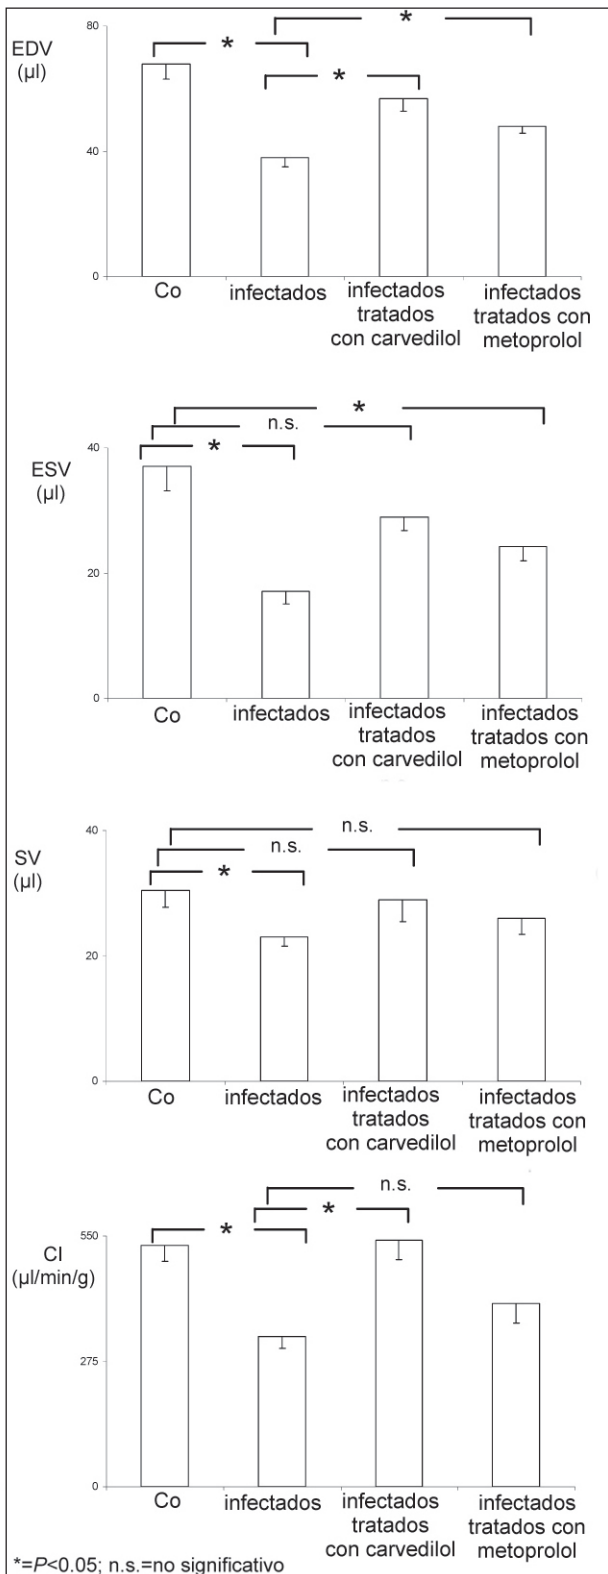 80
EDV
(µl)
*
*
*
40
0
Co
infectados
infectados
tratados
con carvedilol
infectados
tratados con
metoprolol
*
n.s.
*
40
ESV
(µl)
20
0
Co
infectados
infectados
tratados
con carvedilol
infectados
tratados con
metoprolol
n.s.
n.s.
*
40
SV
(µl)
20
0
Co
infectados
infectados
tratados
con carvedilol
infectados
tratados con
metoprolol
n.s.
*
*
550
CI
(µl/min/g)
275
0
Co
infectados
infectados
tratados
con carvedilol
infectados
tratados con
metoprolol
*=P<0.05; n.s.=no significativo